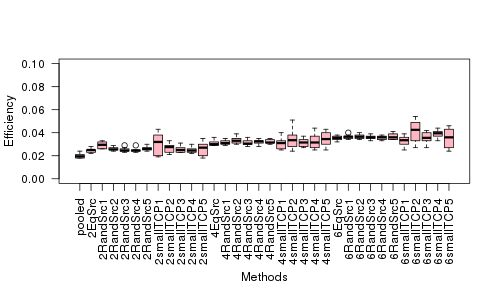 Efficiency
0.10
0.08
0.06
0.04
0.02
0.00
pooled
2EqSrc
2RandSrc1
2RandSrc2
2RandSrc3
2RandSrc4
2RandSrc5
2smallTCP1
2smallTCP2
2smallTCP3
2smallTCP4
2smallTCP5
4EqSrc
4RandSrc1
4RandSrc2
4RandSrc3
4RandSrc4
4RandSrc5
4smallTCP1
4smallTCP2
4smallTCP3
4smallTCP4
4smallTCP5
6EqSrc
6RandSrc1
6RandSrc2
6RandSrc3
6RandSrc4
6RandSrc5
6smallTCP1
6smallTCP2
6smallTCP3
6smallTCP4
6smallTCP5
Methods